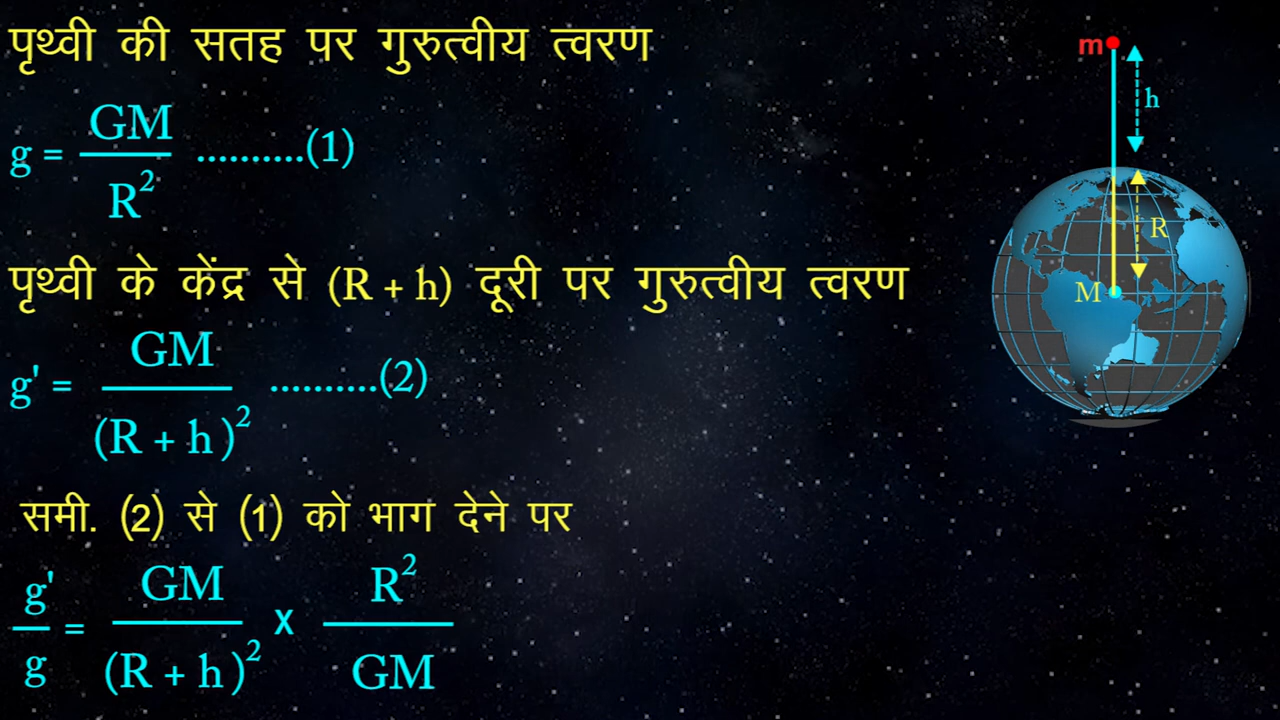 पृथ्वी की सतह पर गुरुत्वीय त्वरण
g = GM / R² ..........(1)
पृथ्वी के केंद्र से (R + h) दूरी पर गुरुत्वीय त्वरण
g' = GM / (R + h)² ..........(2)
समी. (2) से (1) को भाग देने पर
g' / g = GM / (R + h)² x R² / GM
m
h
R
M